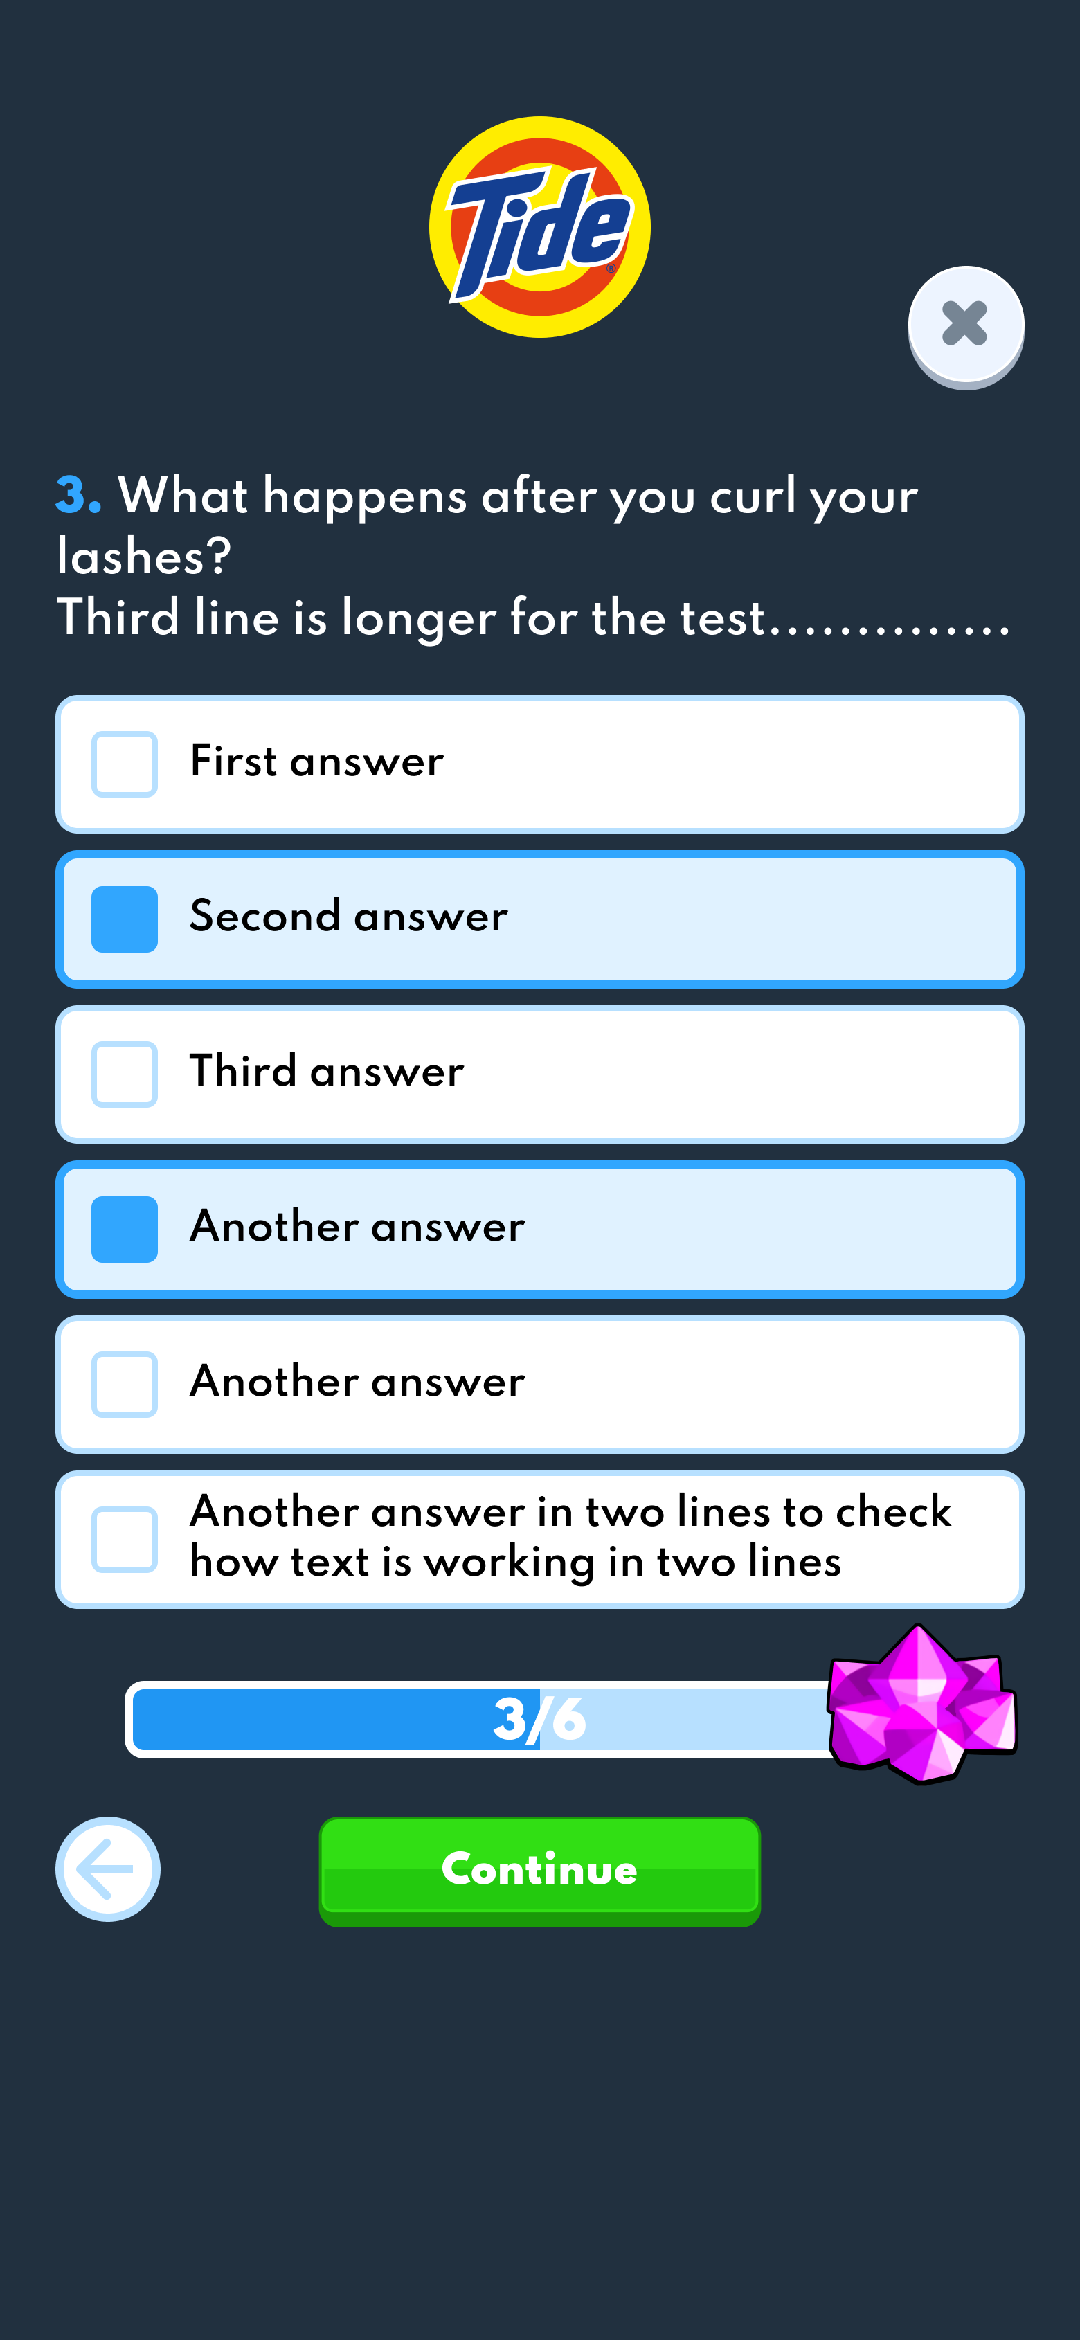 Tide
3. What happens after you curl your
lashes?
Third line is longer for the test..............
First answer
Second answer
Third answer
Another answer
Another answer
Another answer in two lines to check
how text is working in two lines
3/6
Continue